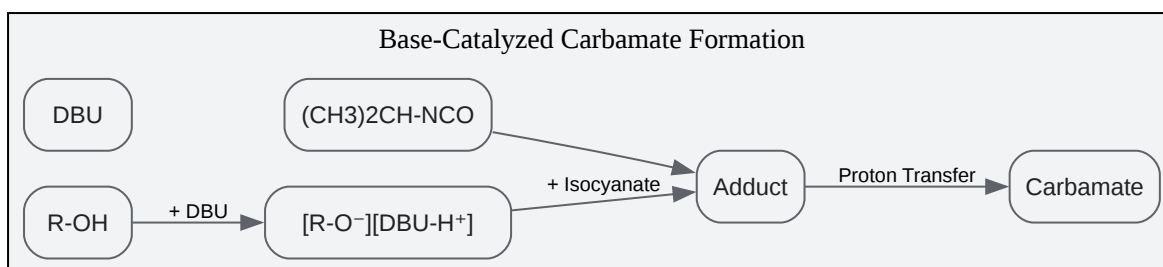 Base-Catalyzed Carbamate Formation
DBU
(CH3)2CH-NCO
+ Isocyanate
Adduct
Proton Transfer
Carbamate
R-OH
+ DBU
[R-O⁻][DBU-H⁺]